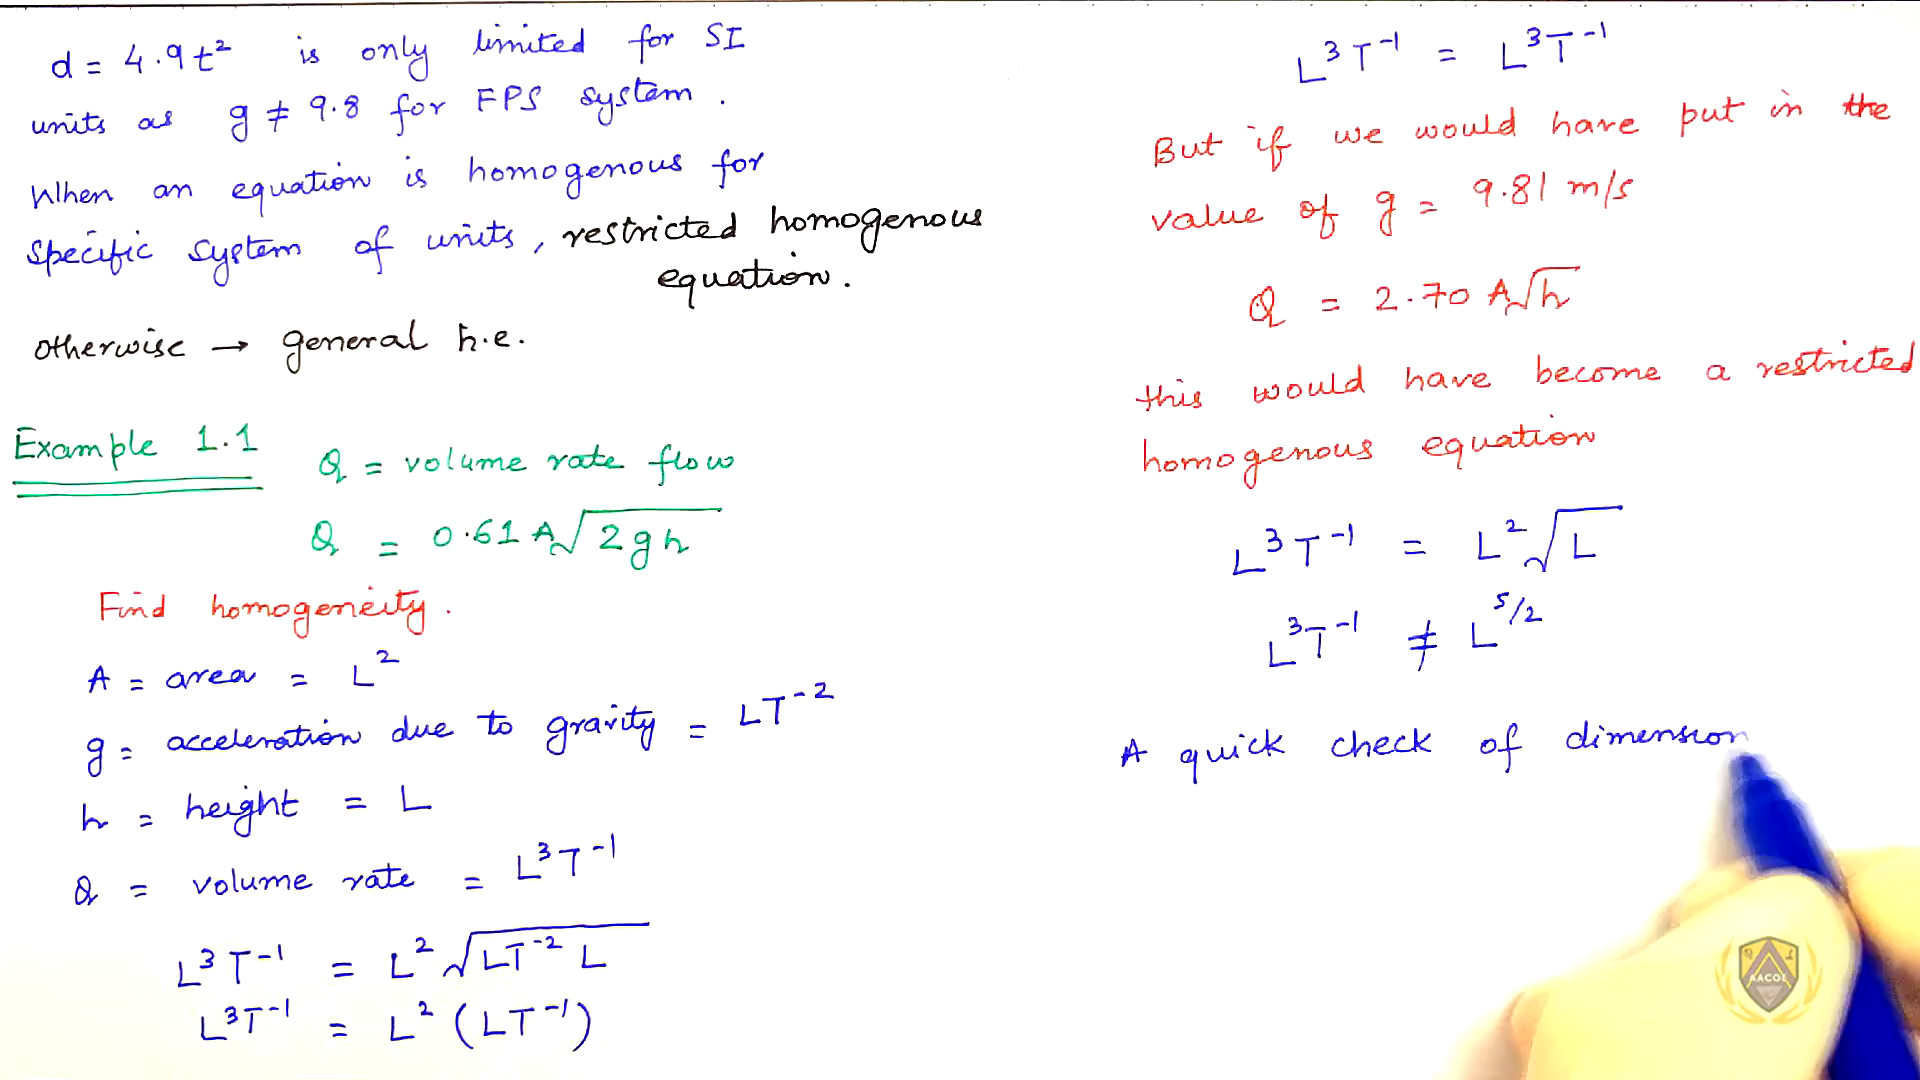 d = 4.9t² is only limited for SI
units as g ≠ 9.8 for FPS system.
When an equation is homogenous for
specific system of units, restricted homogenous
equation.
otherwise → general h.e.
Example 1.1
Q = volume rate flow
Q = 0.61 A√2gh
Find homogeneity.
A = area = L²
g = acceleration due to gravity = LT⁻²
h = height = L
Q = volume rate = L³T⁻¹
L³T⁻¹ = L²√LT⁻² L
L³T⁻¹ = L² (LT⁻¹)
L³T⁻¹ = L³T⁻¹
But if we would have put in the
value of g = 9.81 m/s
Q = 2.70 A√h
this would have become a restricted
homogenous equation
L³T⁻¹ = L²√L
L³T⁻¹ ≠ L^5/2
A quick check of dimension
AACOE